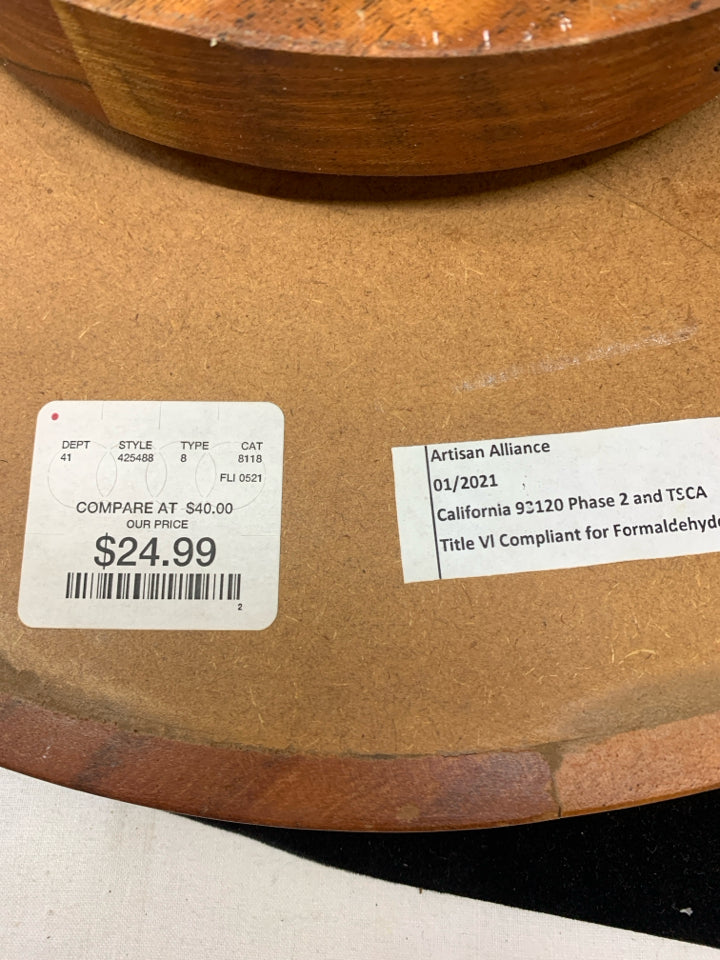 DEPT STYLE TYPE CAT
41 425488 8 8118
FLI 0521
COMPARE AT $40.00
OUR PRICE
$24.99
2
Artisan Alliance
01/2021
California 93120 Phase 2 and TSCA
Title VI Compliant for Formaldehyd